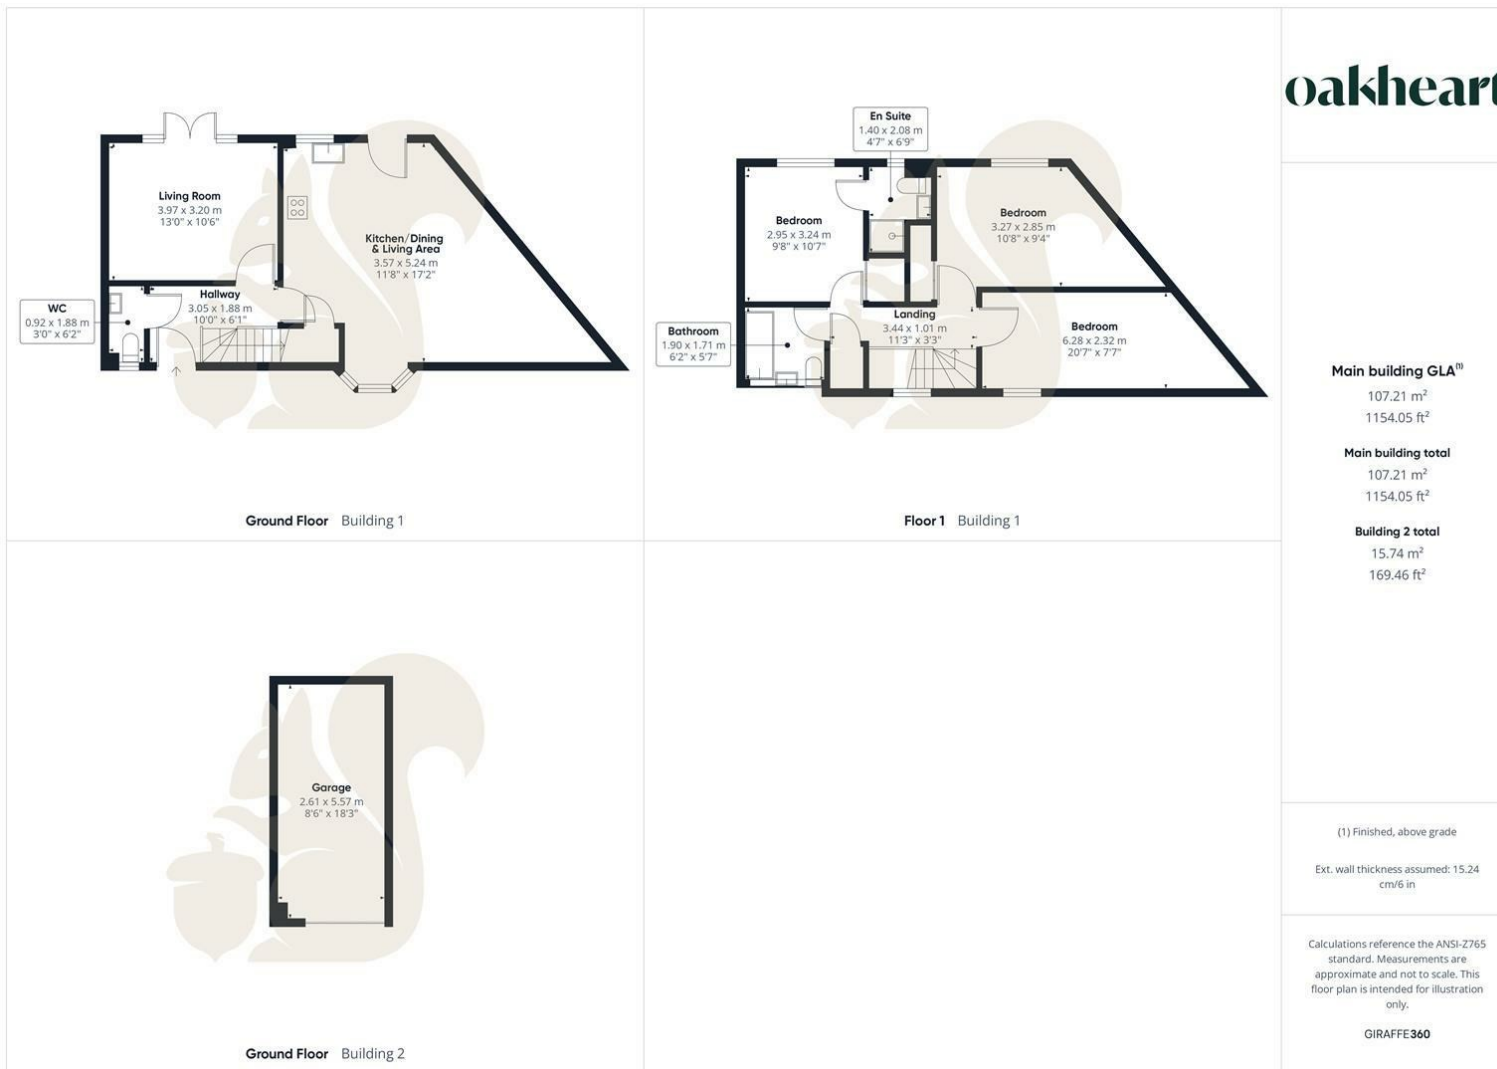 Living Room
3.97 x 3.20 m
13'0" x 10'6"
Kitchen/Dining
& Living Area
3.57 x 5.24 m
11'8" x 17'2"
WC
0.92 x 1.88 m
3'0" x 6'2"
Hallway
3.05 x 1.88 m
10'0" x 6'1"
Ground Floor Building 1
En Suite
1.40 x 2.08 m
4'7" x 6'9"
Bedroom
2.95 x 3.24 m
9'8" x 10'7"
Bedroom
3.27 x 2.85 m
10'8" x 9'4"
Bathroom
1.90 x 1.71 m
6'2" x 5'7"
Landing
3.44 x 1.01 m
11'3" x 3'3"
Bedroom
6.28 x 2.32 m
20'7" x 7'7"
Floor 1 Building 1
Garage
2.61 x 5.57 m
8'6" x 18'3"
Ground Floor Building 2
oakheart
Main building GLA⁽¹⁾
107.21 m²
1154.05 ft²
Main building total
107.21 m²
1154.05 ft²
Building 2 total
15.74 m²
169.46 ft²
(1) Finished, above grade
Ext. wall thickness assumed: 15.24
cm/6 in
Calculations reference the ANSI-Z765
standard. Measurements are
approximate and not to scale. This
floor plan is intended for illustration
only.
GIRAFFE360